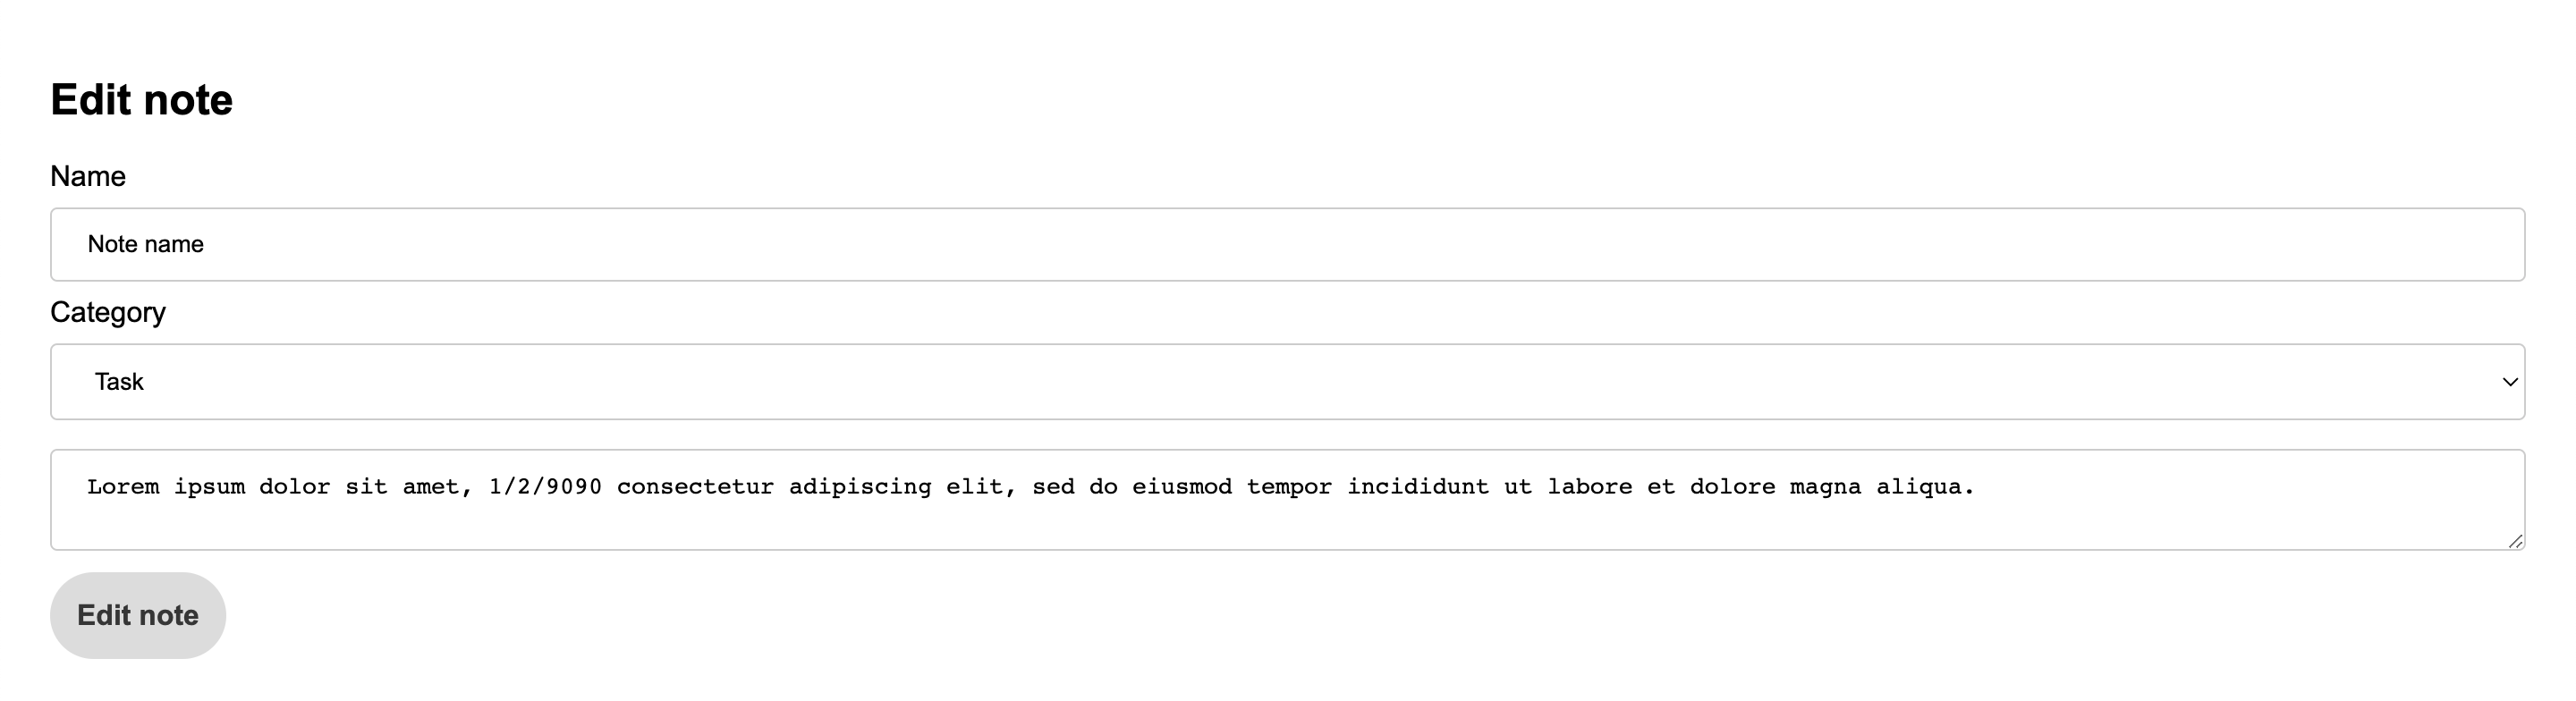 Edit note
Name
Note name
Category
Task
Lorem ipsum dolor sit amet, 1/2/9090 consectetur adipiscing elit, sed do eiusmod tempor incididunt ut labore et dolore magna aliqua.
Edit note